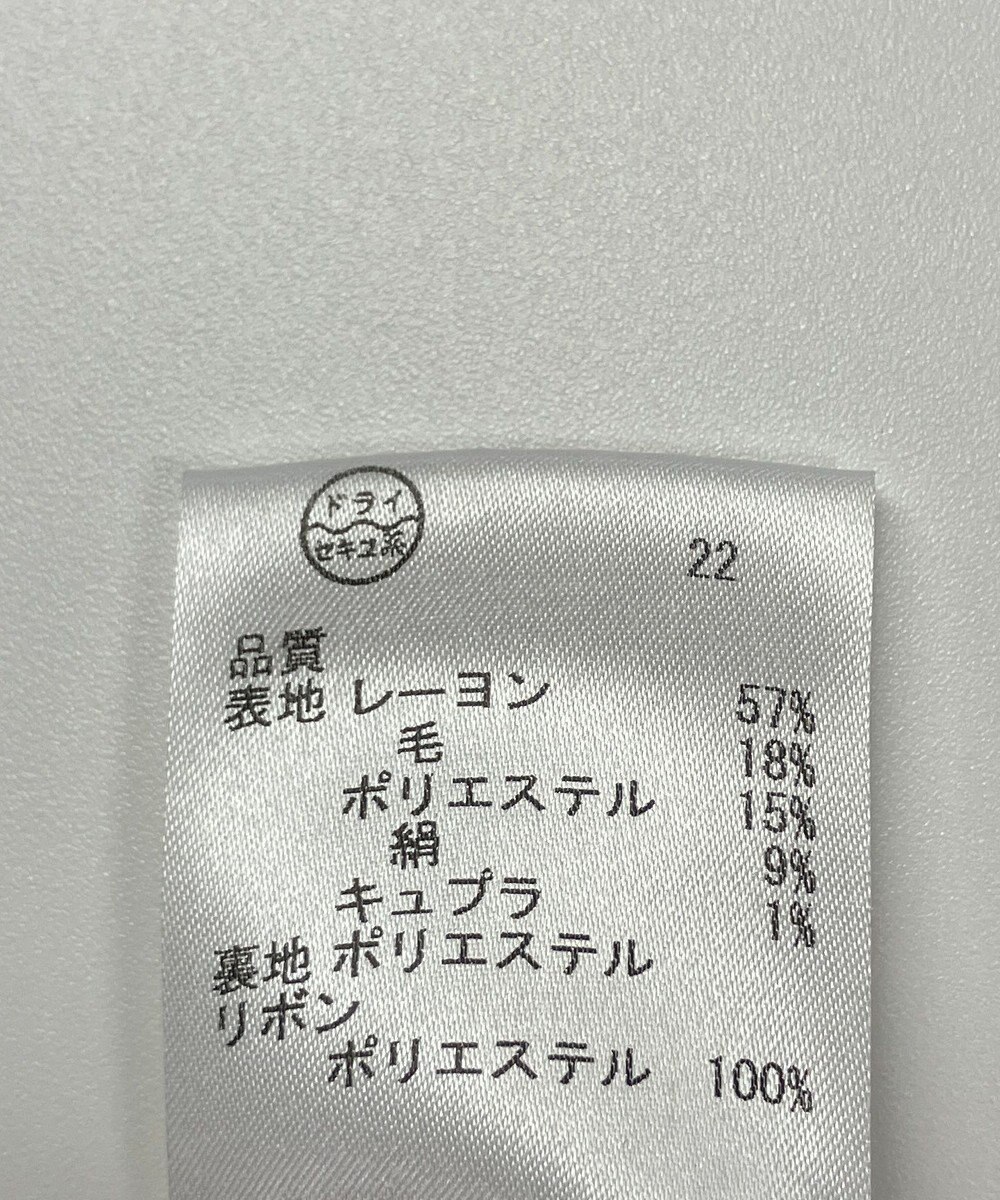 ドライ
セキユ系
22
品質
表地 レーヨン 57%
毛 18%
ポリエステル 15%
絹 9%
キュプラ 1%
裏地 ポリエステル
リボン
ポリエステル 100%